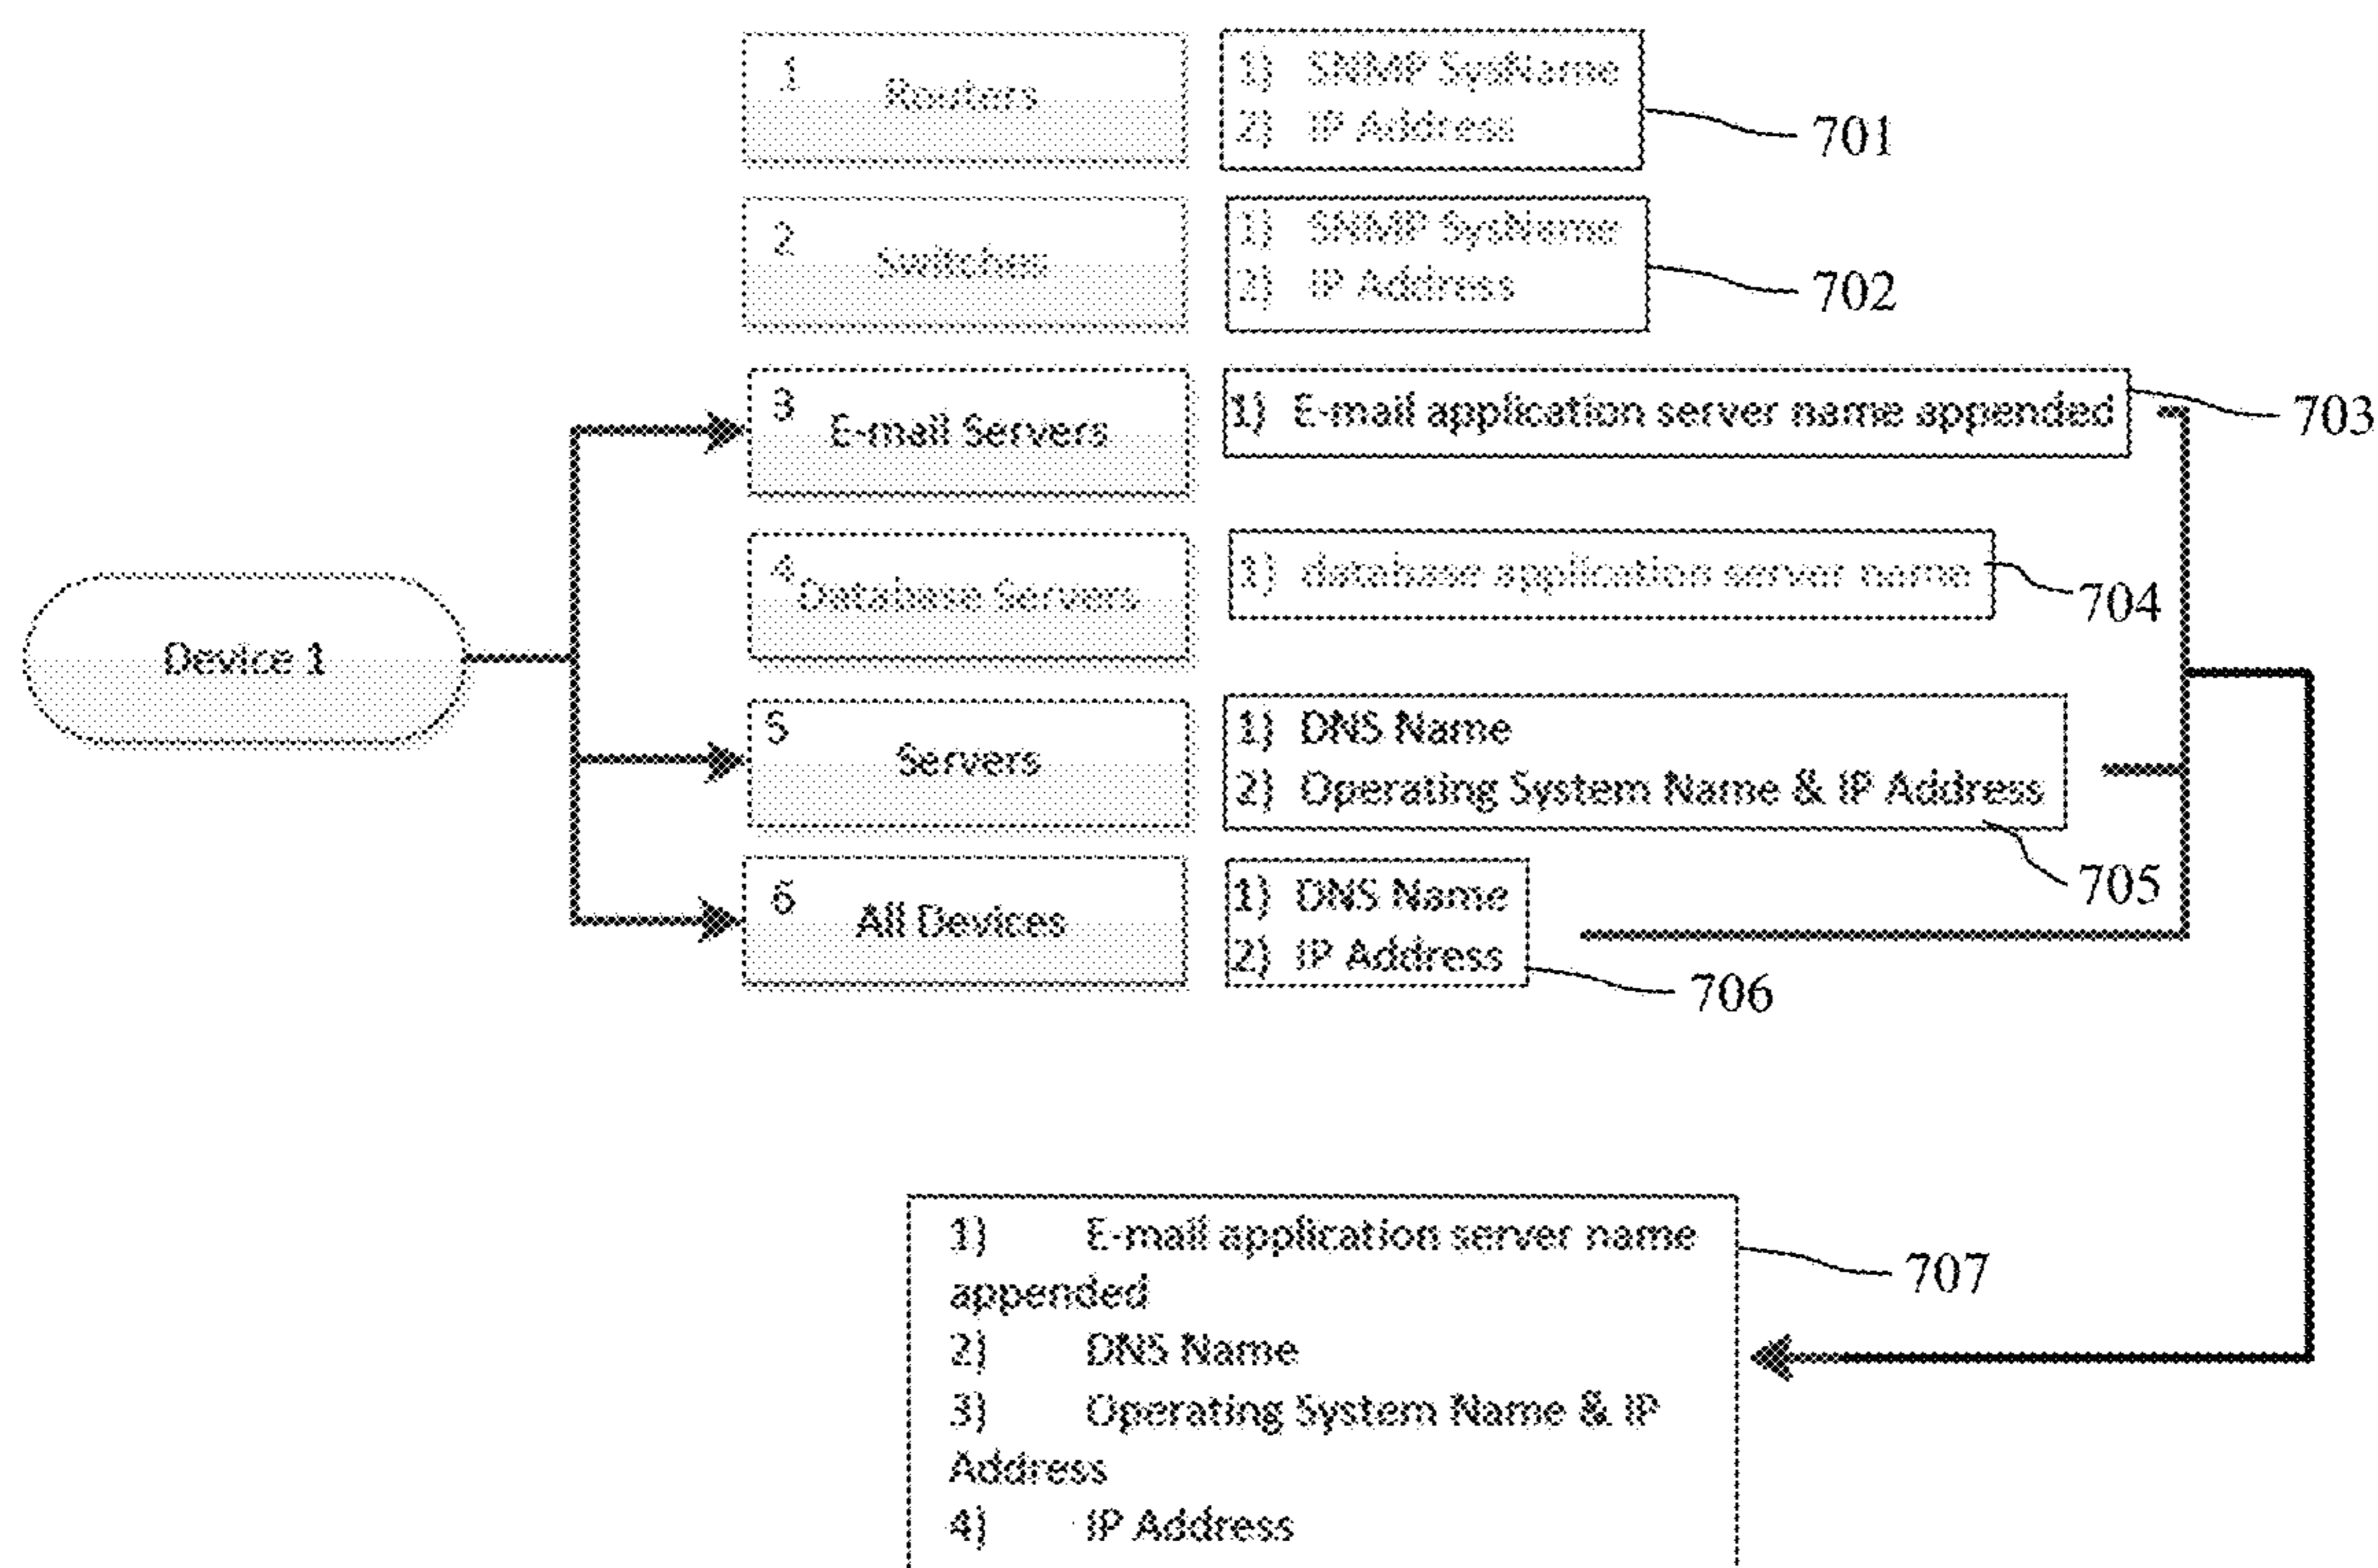 1
Routers
1) SNMP SysName
2) IP Address
701
2
Switches
1) SNMP SysName
2) IP Address
702
3
E-mail Servers
1) E-mail application server name appended
703
4
Database Servers
1) database application server name
704
Device 1
5
Servers
1) DNS Name
2) Operating System Name & IP Address
705
6
All Devices
1) DNS Name
2) IP Address
706
1) E-mail application server name
appended
2) DNS Name
3) Operating System Name & IP
Address
4) IP Address
707